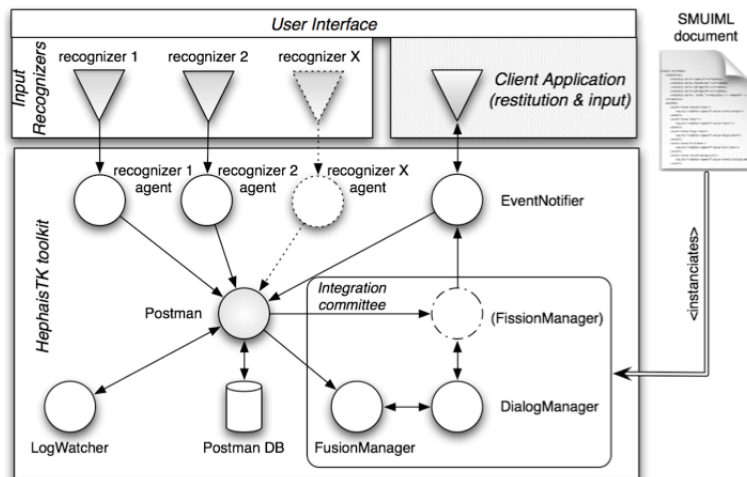 User Interface
SMUIML
document
Input
Recognizers
recognizer 1
recognizer 2
recognizer X
Client Application
(restitution & input)
HephaisTK toolkit
recognizer 1
agent
recognizer 2
agent
recognizer X
agent
EventNotifier
<instanciates>
Postman
Integration
committee
(FissionManager)
DialogManager
LogWatcher
Postman DB
FusionManager